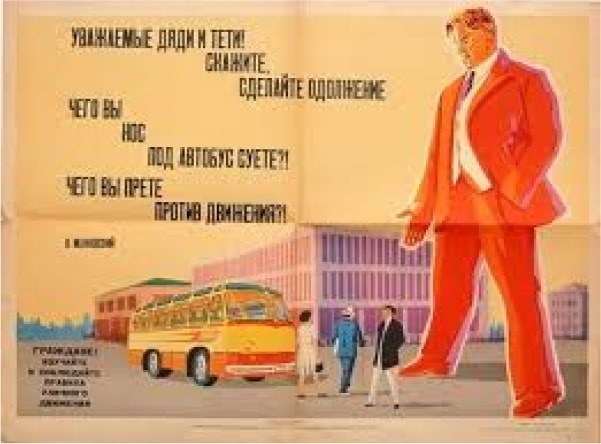 УВАЖАЕМЫЕ ДЯДИ И ТЕТИ!
СКАЖИТЕ,
СДЕЛАЙТЕ ОДОЛЖЕНИЕ
ЧЕГО ВЫ
НОС
ПОД АВТОБУС СУЕТЕ?!
ЧЕГО ВЫ ПРЕТЕ
ПРОТИВ ДВИЖЕНИЯ?!
В. МАЯКОВСКИЙ
ГРАЖДАНЕ!
ИЗУЧАЙТЕ
И СОБЛЮДАЙТЕ
ПРАВИЛА
УЛИЧНОГО
ДВИЖЕНИЯ